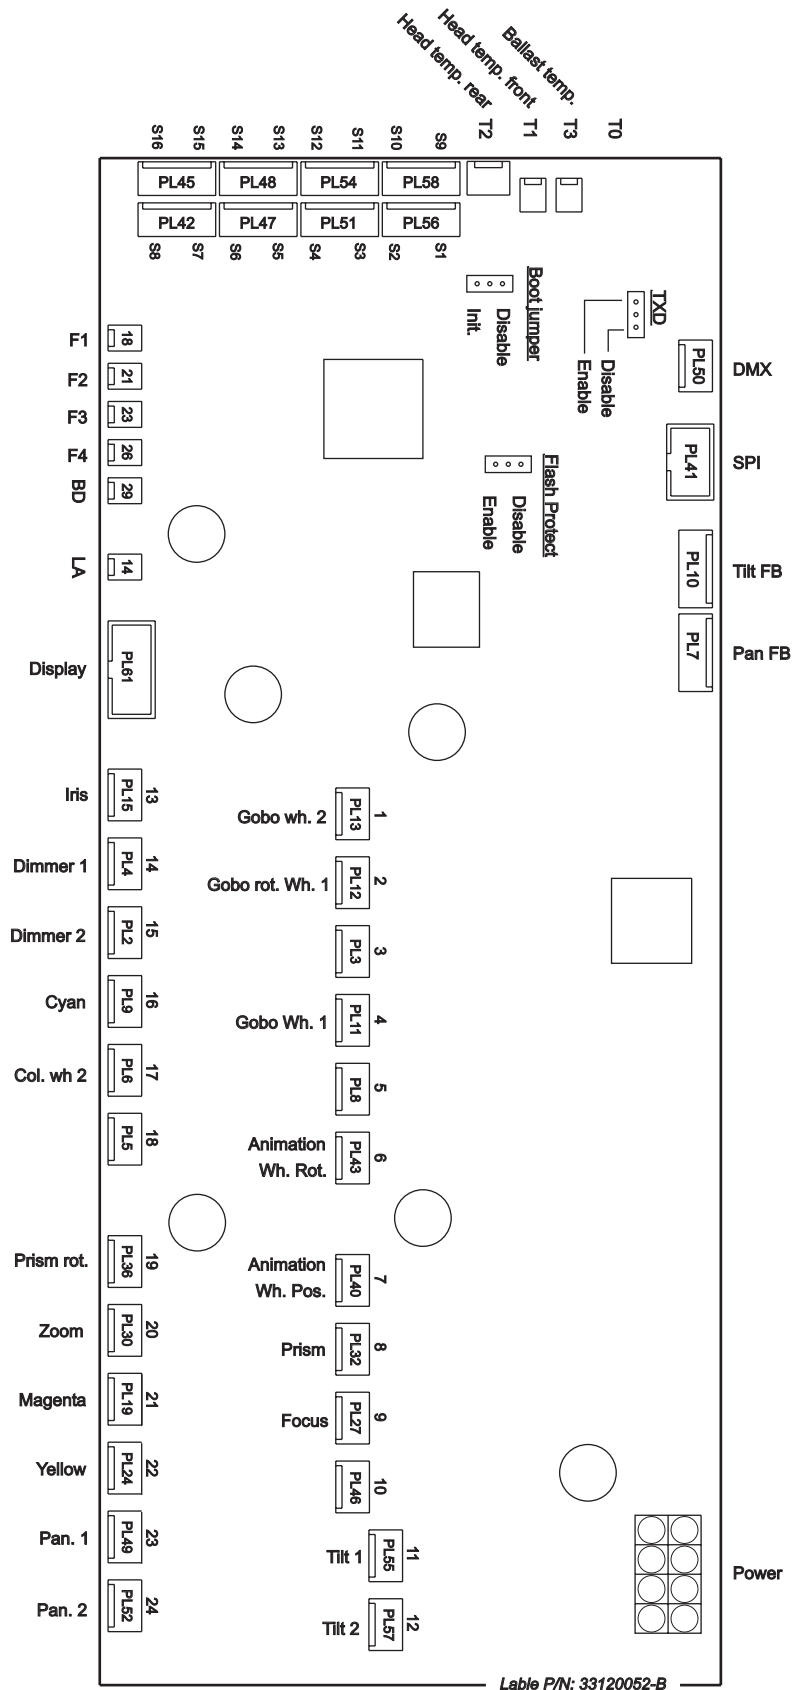 Head temp. rear
Head temp. front
Ballast temp.
S16
S15
S14
S13
S12
S11
S10
S9
T2
T1
T3
T0
PL45
PL48
PL54
PL58
PL42
PL47
PL51
PL56
S8
S7
S6
S5
S4
S3
S2
S1
Boot jumper
Disable
Init.
TXD
Disable
Enable
F1
18
F2
21
F3
23
F4
26
BD
29
LA
14
PL50
DMX
PL41
SPI
Flash Protect
Disable
Enable
PL10
Tilt FB
PL7
Pan FB
Display
PL61
Iris
PL15
13
Gobo wh. 2
PL13
1
Dimmer 1
PL4
14
Gobo rot. Wh. 1
PL12
2
Dimmer 2
PL2
15
PL3
3
Cyan
PL9
16
Gobo Wh. 1
PL11
4
Col. wh 2
PL6
17
PL8
5
PL5
18
Animation
Wh. Rot.
PL43
6
Prism rot.
PL36
19
Animation
Wh. Pos.
PL40
7
Zoom
PL30
20
Prism
PL32
8
Magenta
PL19
21
Focus
PL27
9
Yellow
PL24
22
PL46
10
Pan. 1
PL49
23
Tilt 1
PL55
11
Pan. 2
PL52
24
Tilt 2
PL57
12
Power
Lable P/N: 33120052-B